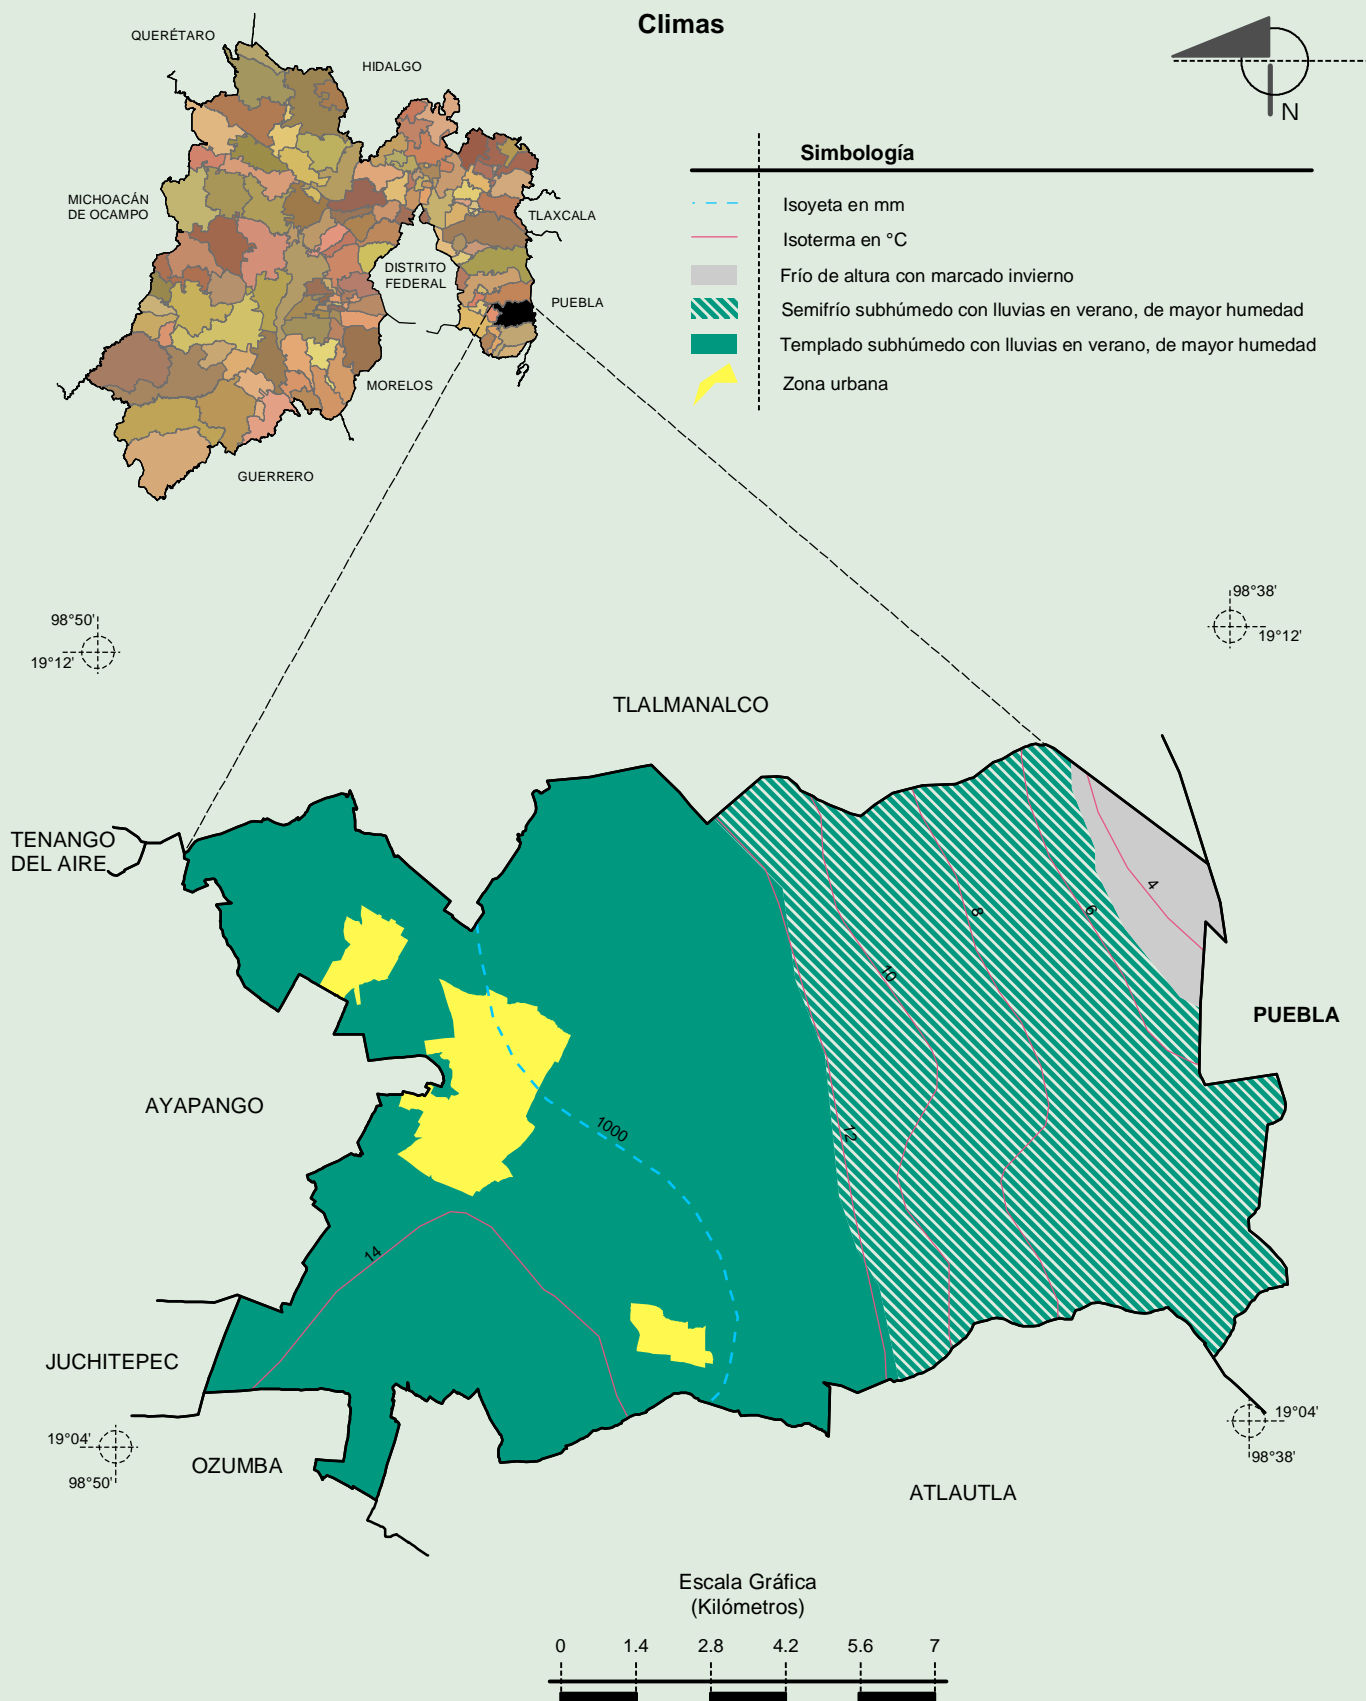 Climas
QUERÉTARO
HIDALGO
MICHOACÁN
DE OCAMPO
TLAXCALA
DISTRITO
FEDERAL
PUEBLA
MORELOS
GUERRERO
N
Simbología
Isoyeta en mm
Isoterma en °C
Frío de altura con marcado invierno
Semifrío subhúmedo con lluvias en verano, de mayor humedad
Templado subhúmedo con lluvias en verano, de mayor humedad
Zona urbana
98°50'
19°12'
98°38'
19°12'
TLALMANALCO
TENANGO
DEL AIRE
4
6
8
10
12
14
1000
PUEBLA
AYAPANGO
JUCHITEPEC
OZUMBA
ATLAUTLA
19°04'
98°50'
19°04'
98°38'
Escala Gráfica
(Kilómetros)
0 1.4 2.8 4.2 5.6 7